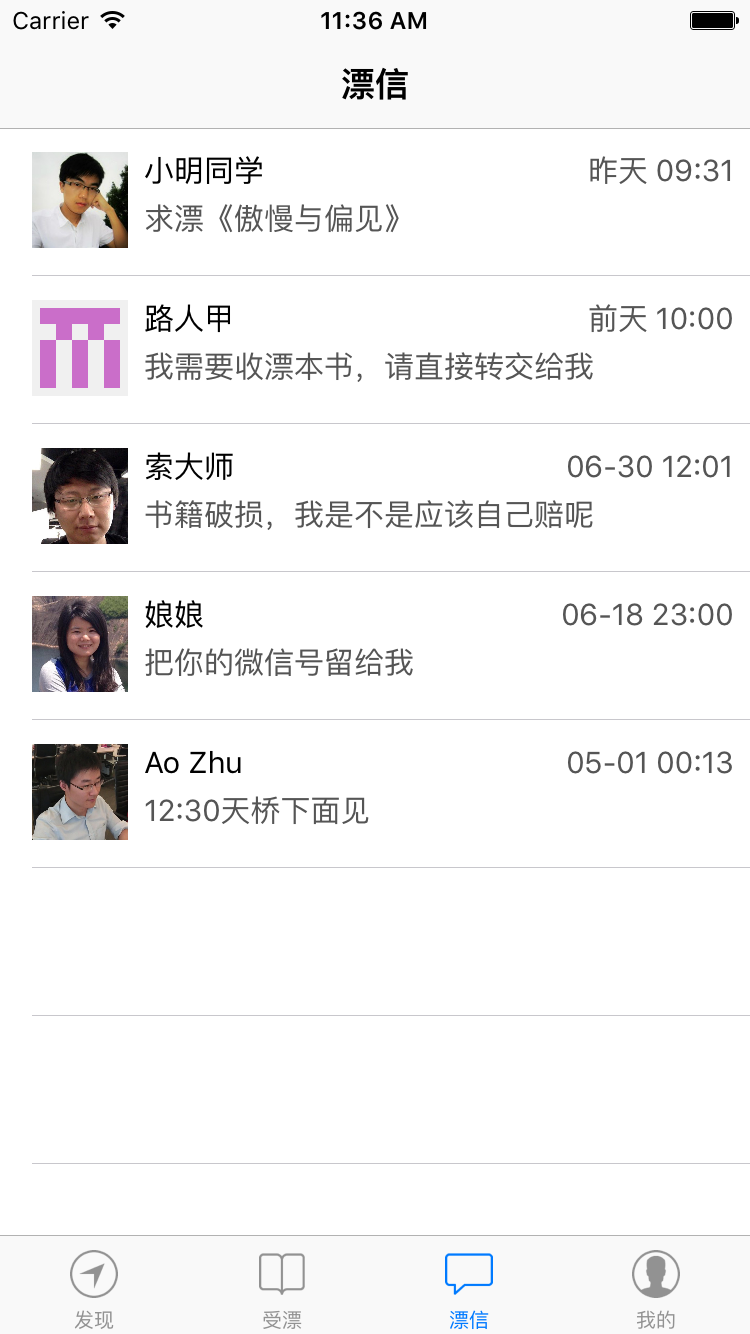 Carrier 11:36 AM
漂信
小明同学 昨天 09:31
求漂《傲慢与偏见》
路人甲 前天 10:00
我需要收漂本书，请直接转交给我
索大师 06-30 12:01
书籍破损，我是不是应该自己赔呢
娘娘 06-18 23:00
把你的微信号留给我
Ao Zhu 05-01 00:13
12:30天桥下面见
发现 受漂 漂信 我的